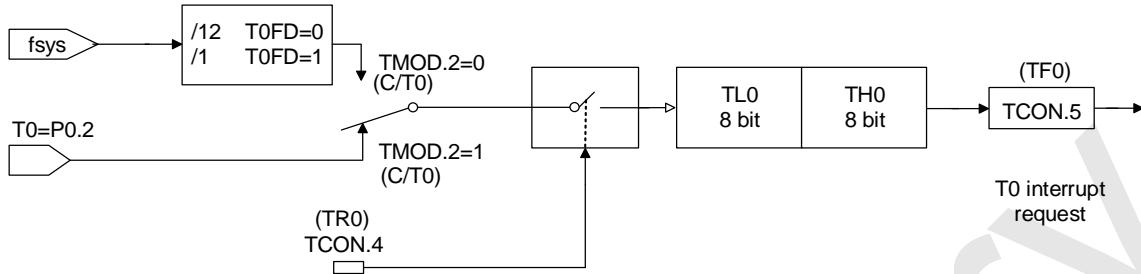 fsys
/12 T0FD=0
/1 T0FD=1
TMOD.2=0
(C/T0)
T0=P0.2
TMOD.2=1
(C/T0)
(TR0)
TCON.4
TL0
8 bit
TH0
8 bit
(TF0)
TCON.5
T0 interrupt
request